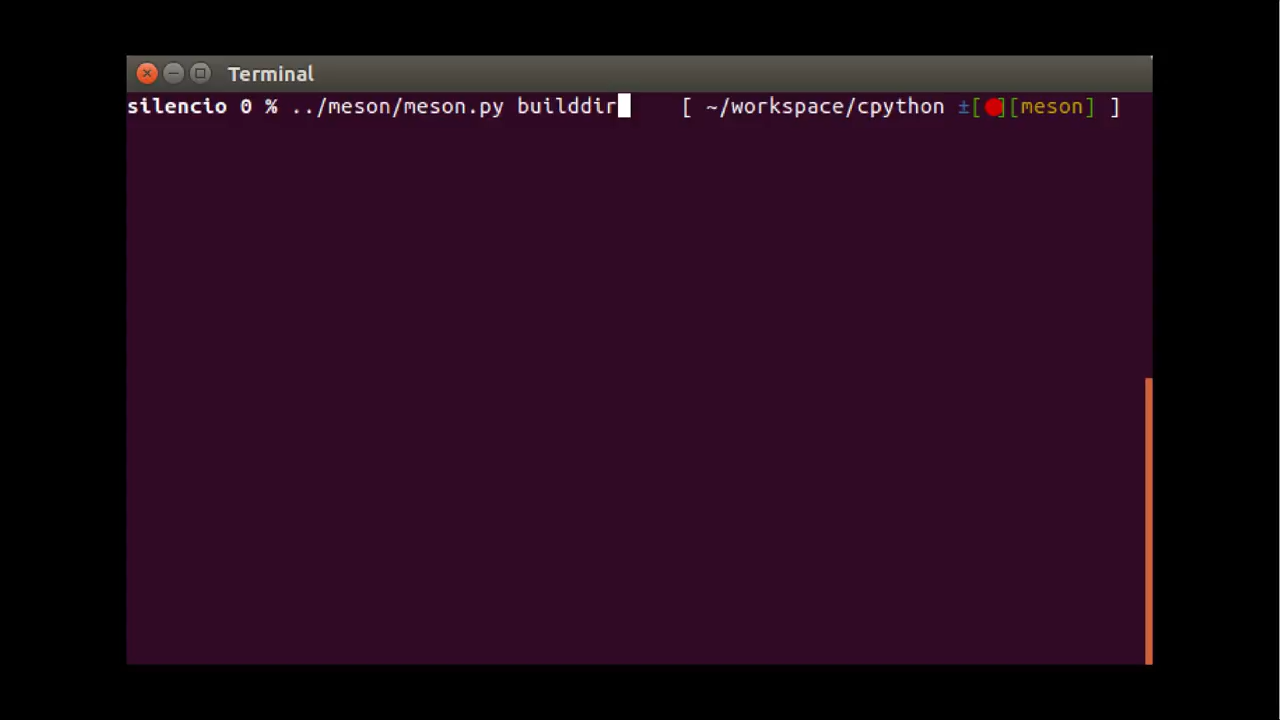 Terminal
silencio 0 % ../meson/meson.py builddir [ ~/workspace/cpython ±[●][meson] ]